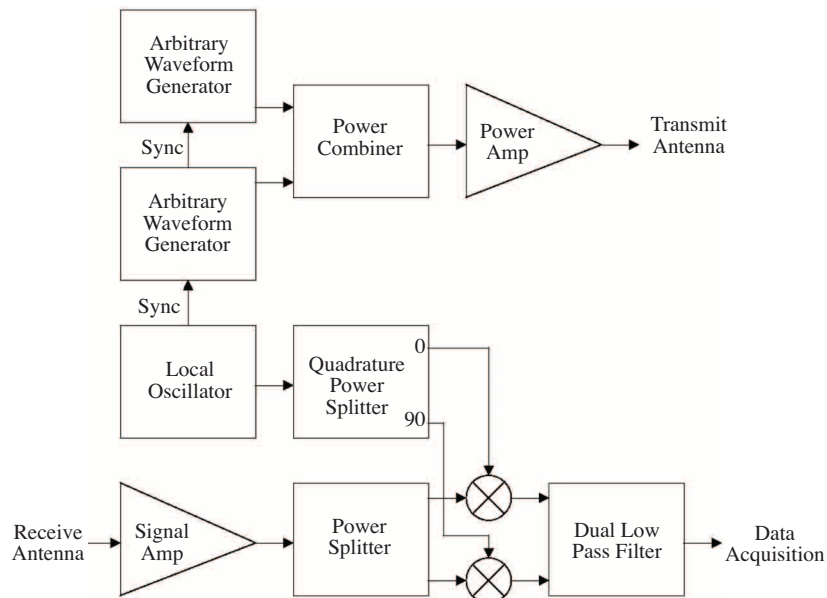 Arbitrary
Waveform
Generator
Sync
Power
Combiner
Power
Amp
Transmit
Antenna
Arbitrary
Waveform
Generator
Sync
Local
Oscillator
Quadrature
Power
Splitter
0
90
Receive
Antenna
Signal
Amp
Power
Splitter
Dual Low
Pass Filter
Data
Acquisition